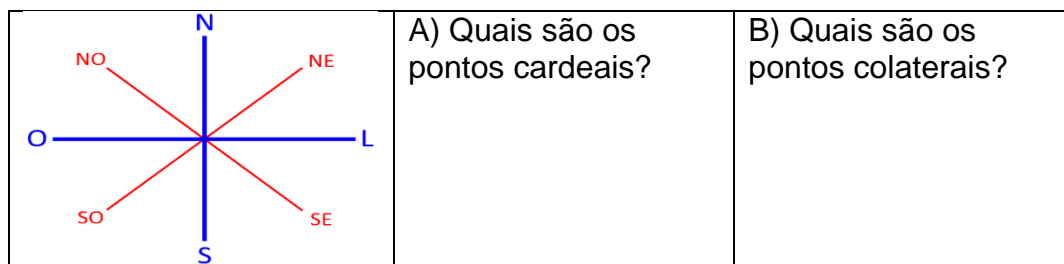 N
NO
NE
O
L
SO
SE
S
A) Quais são os
pontos cardeais?
B) Quais são os
pontos colaterais?